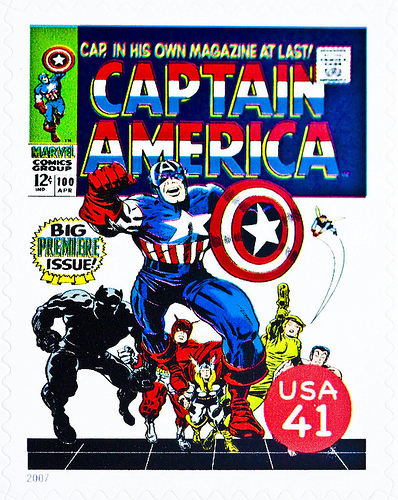 CAP. IN HIS OWN MAGAZINE AT LAST!
CAPTAIN
AMERICA
MARVEL
COMICS
GROUP
12¢
IND
100
APR
BIG
PREMIERE
ISSUE!
USA
41
2007